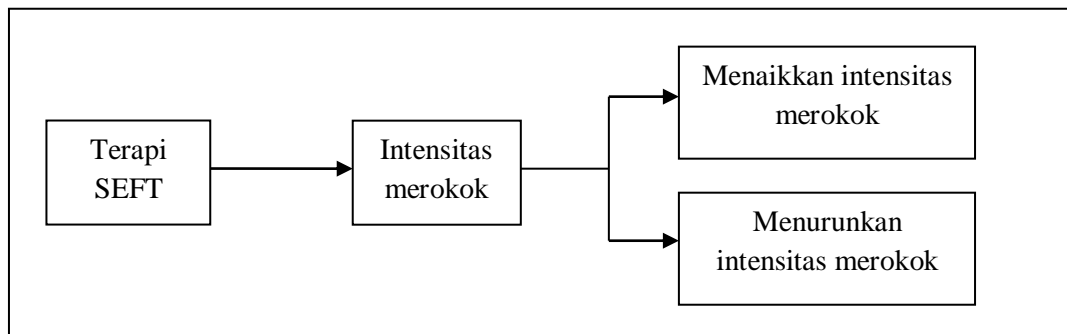 Terapi
SEFT
Intensitas
merokok
Menaikkan intensitas
merokok
Menurunkan
intensitas merokok